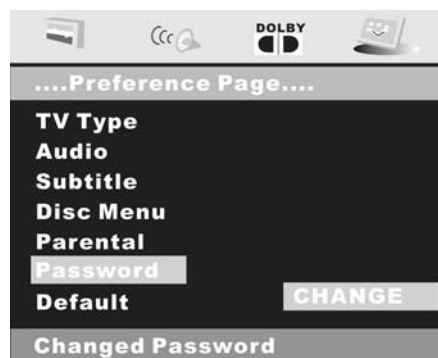 DOLBY
....Preference Page....
TV Type
Audio
Subtitle
Disc Menu
Parental
Password
Default CHANGE
Changed Password